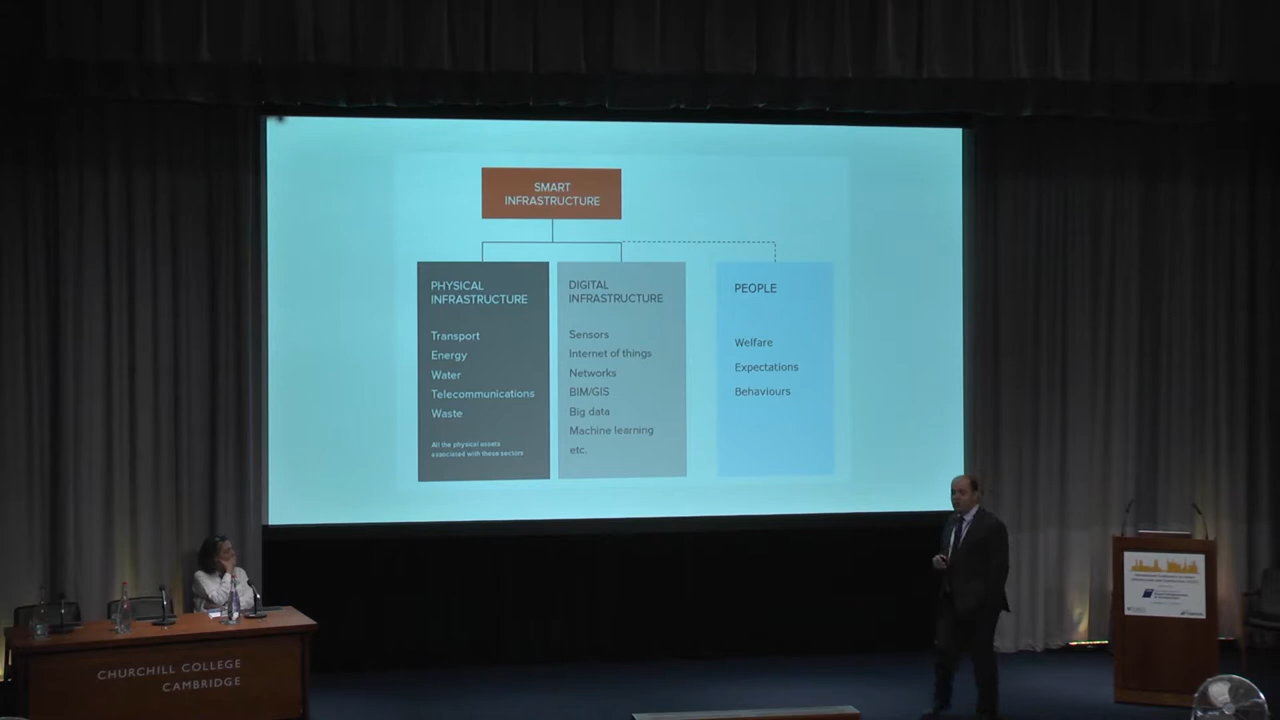 SMART
INFRASTRUCTURE
PHYSICAL
INFRASTRUCTURE
Transport
Energy
Water
Telecommunications
Waste
All the physical assets
associated with these sectors
DIGITAL
INFRASTRUCTURE
Sensors
Internet of things
Networks
BIM/GIS
Big data
Machine learning
etc.
PEOPLE
Welfare
Expectations
Behaviours
CHURCHILL COLLEGE
CAMBRIDGE